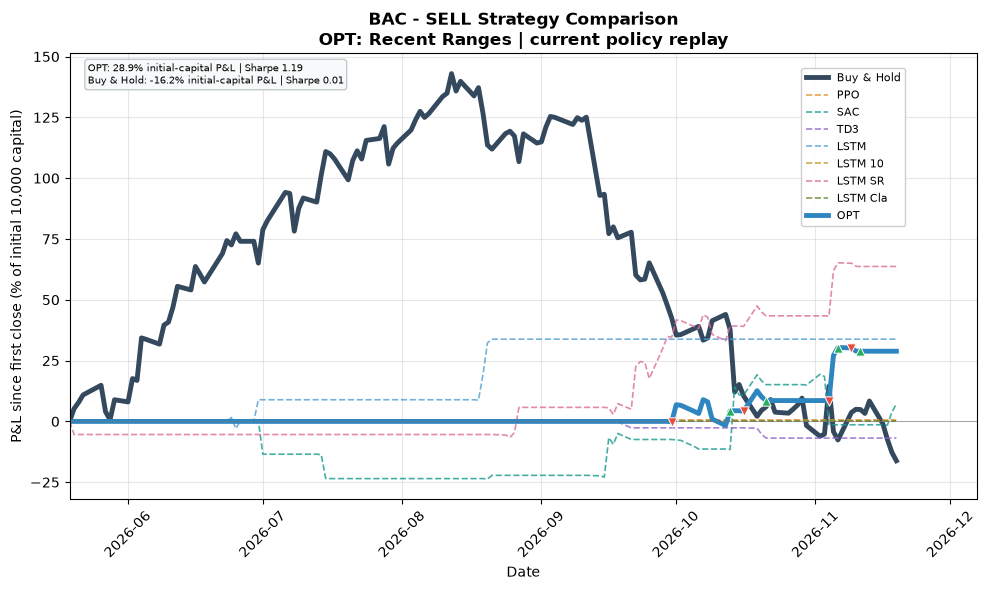 BAC - SELL Strategy Comparison
OPT: Recent Ranges | current policy replay
OPT: 28.9% initial-capital P&L | Sharpe 1.19
Buy & Hold: -16.2% initial-capital P&L | Sharpe 0.01
Buy & Hold
PPO
SAC
TD3
LSTM
LSTM 10
LSTM SR
LSTM Cla
OPT
P&L since first close (% of initial 10,000 capital)
150
125
100
75
50
25
0
−25
2026-06
2026-07
2026-08
2026-09
2026-10
2026-11
2026-12
Date